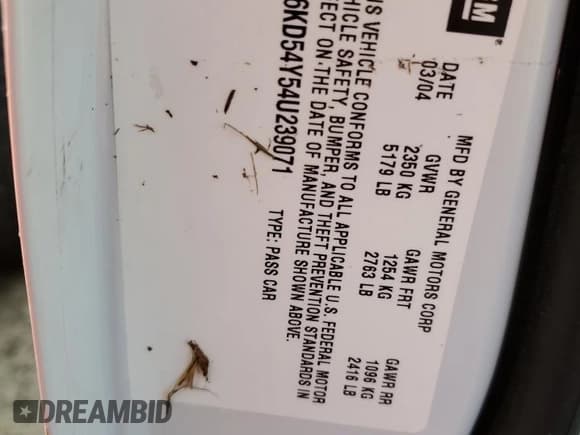 GM
MFD BY GENERAL MOTORS CORP
DATE GVWR GAWR FRT GAWR RR
03/04 2350 KG 1254 KG 1096 KG
5179 LB 2763 LB 2416 LB
VEHICLE CONFORMS TO ALL APPLICABLE U.S. FEDERAL MOTOR
SAFETY, BUMPER, AND THEFT PREVENTION STANDARDS IN
ON THE DATE OF MANUFACTURE SHOWN ABOVE.
6KD54Y54U239071 TYPE: PASS CAR
DREAMBID